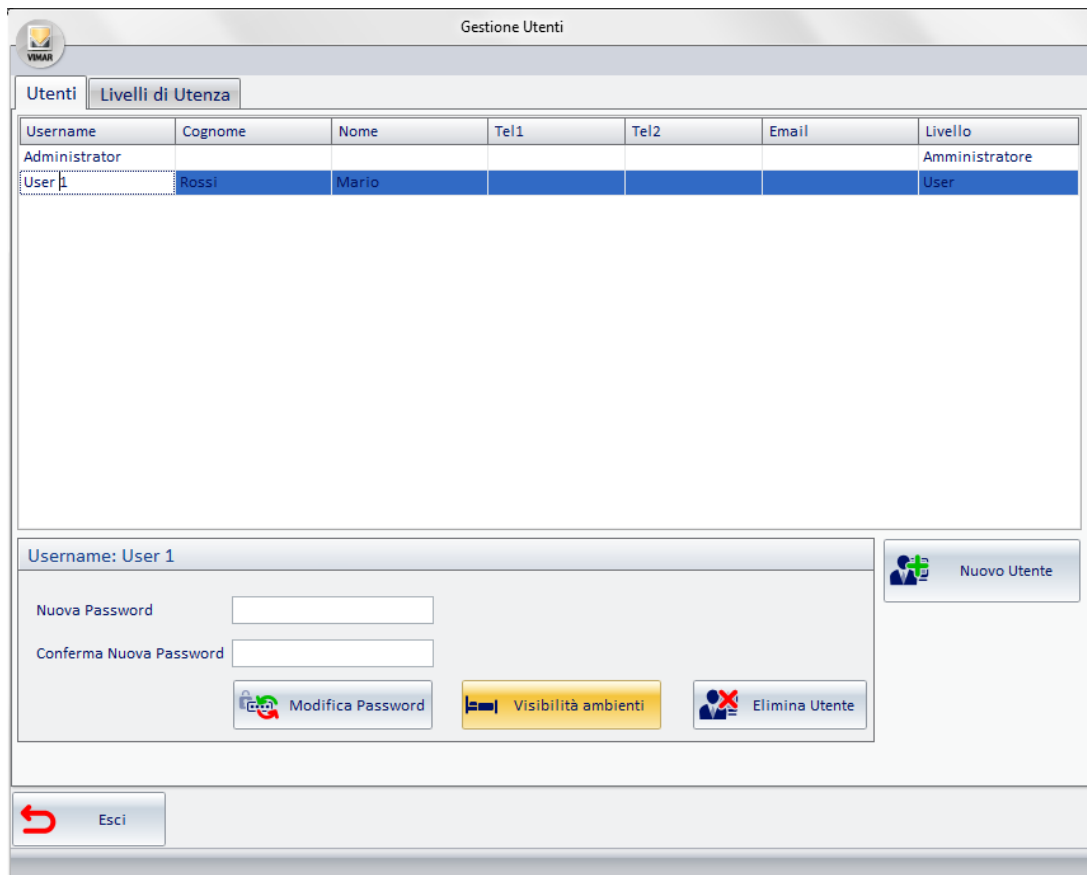 Gestione Utenti
VIMAR
Utenti Livelli di Utenza
Username Cognome Nome Tel1 Tel2 Email Livello
Administrator Amministratore
User 1 Rossi Mario User
Username: User 1
Nuovo Utente
Nuova Password
Conferma Nuova Password
Modifica Password Visibilità ambienti Elimina Utente
Esci